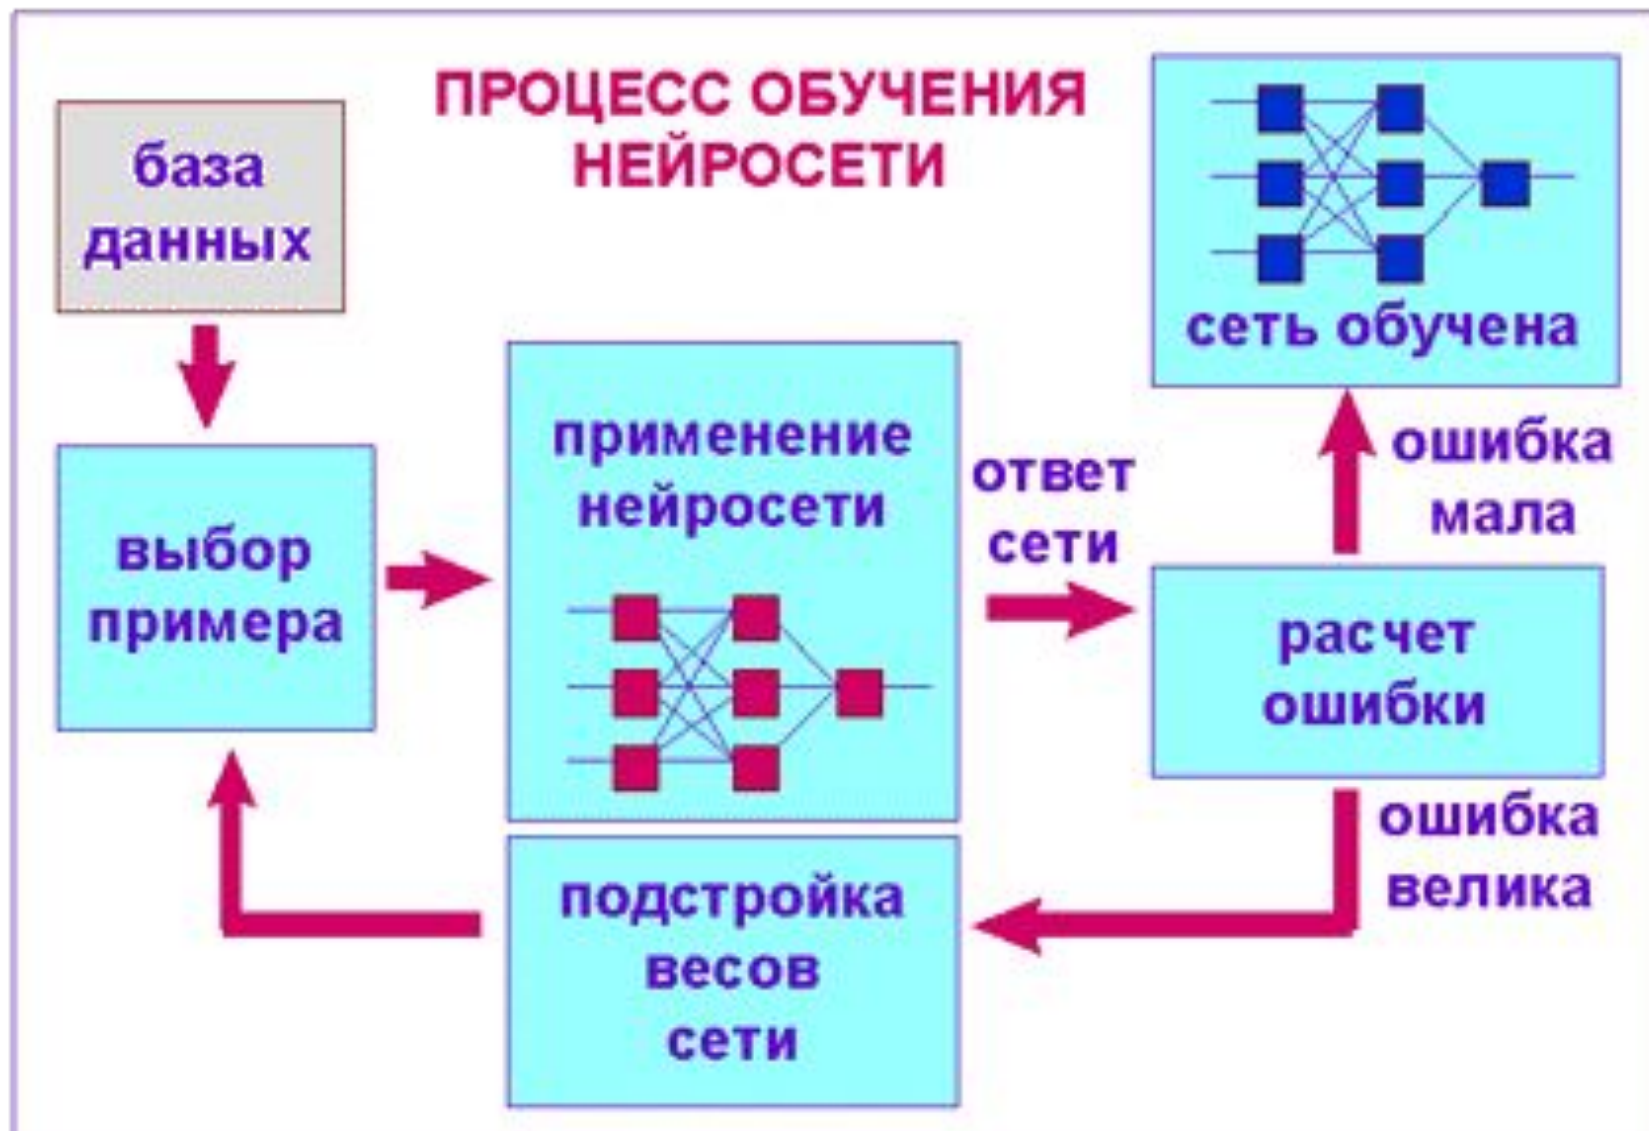 ПРОЦЕСС ОБУЧЕНИЯ
НЕЙРОСЕТИ
база
данных
выбор
примера
применение
нейросети
ответ
сети
расчет
ошибки
ошибка
мала
сеть обучена
ошибка
велика
подстройка
весов
сети